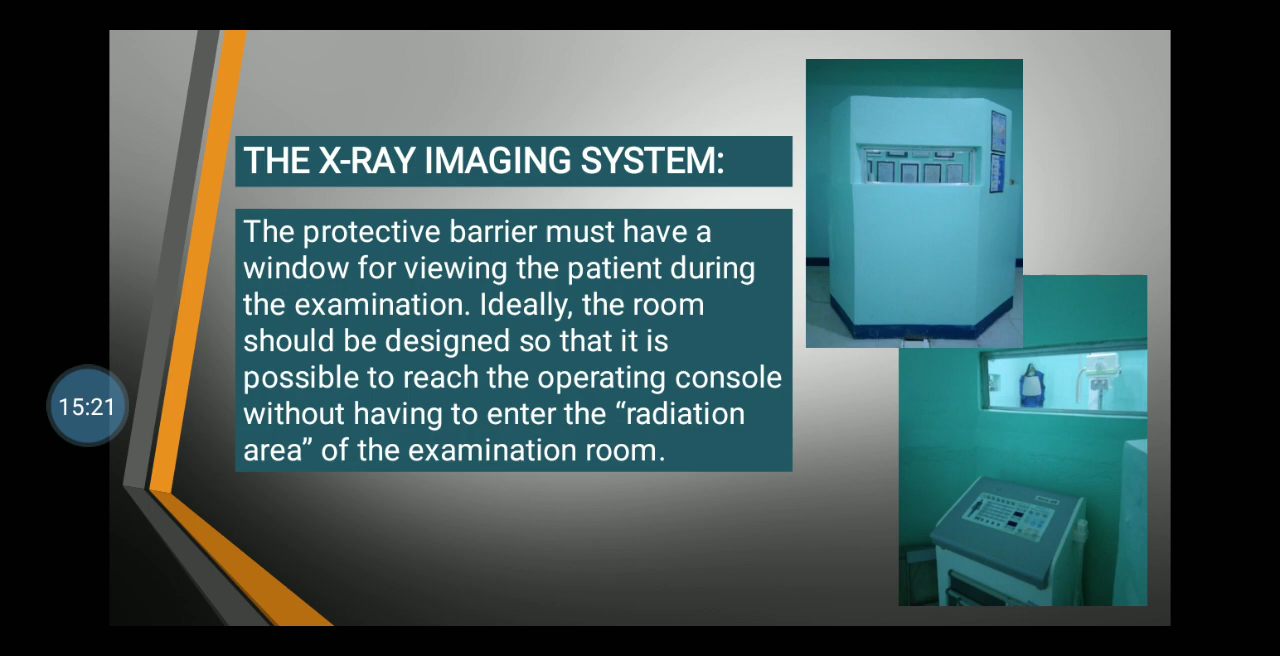 THE X-RAY IMAGING SYSTEM:
The protective barrier must have a
window for viewing the patient during
the examination. Ideally, the room
should be designed so that it is
possible to reach the operating console
without having to enter the “radiation
area” of the examination room.
15:21